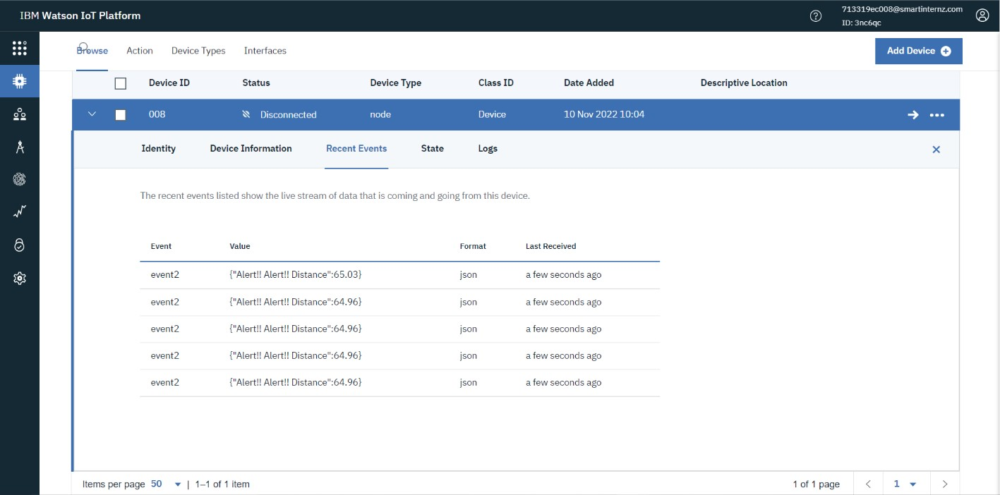 IBM Watson IoT Platform
713319ec008@smartinternz.com
ID: 3nc6qc
Browse Action Device Types Interfaces
Add Device
Device ID Status Device Type Class ID Date Added Descriptive Location
008 Disconnected node Device 10 Nov 2022 10:04
Identity Device Information Recent Events State Logs
The recent events listed show the live stream of data that is coming and going from this device.
Event Value Format Last Received
event2 {"Alert!! Alert!! Distance":65.03} json a few seconds ago
event2 {"Alert!! Alert!! Distance":64.96} json a few seconds ago
event2 {"Alert!! Alert!! Distance":64.96} json a few seconds ago
event2 {"Alert!! Alert!! Distance":64.96} json a few seconds ago
event2 {"Alert!! Alert!! Distance":64.96} json a few seconds ago
Items per page 50 | 1–1 of 1 item 1 of 1 page 1